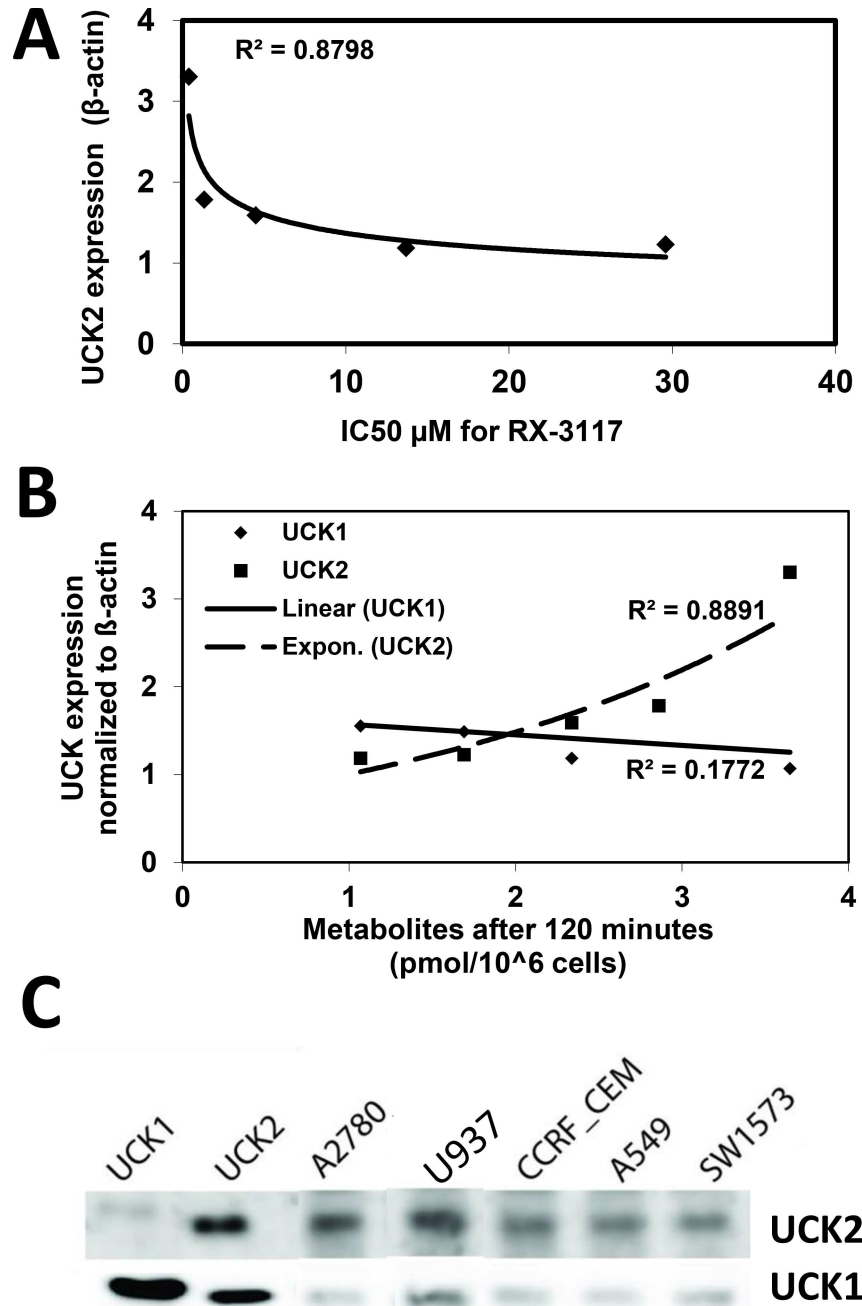 A
UCK2 expression (β-actin)
4
3
2
1
0
R² = 0.8798
0 10 20 30 40
IC50 µM for RX-3117
B
UCK expression
normalized to ß-actin
4
3
2
1
0
UCK1
UCK2
Linear (UCK1)
Expon. (UCK2)
R² = 0.8891
R² = 0.1772
0 1 2 3 4
Metabolites after 120 minutes
(pmol/10^6 cells)
C
UCK1 UCK2 A2780 U937 CCRF_CEM A549 SW1573
UCK2
UCK1